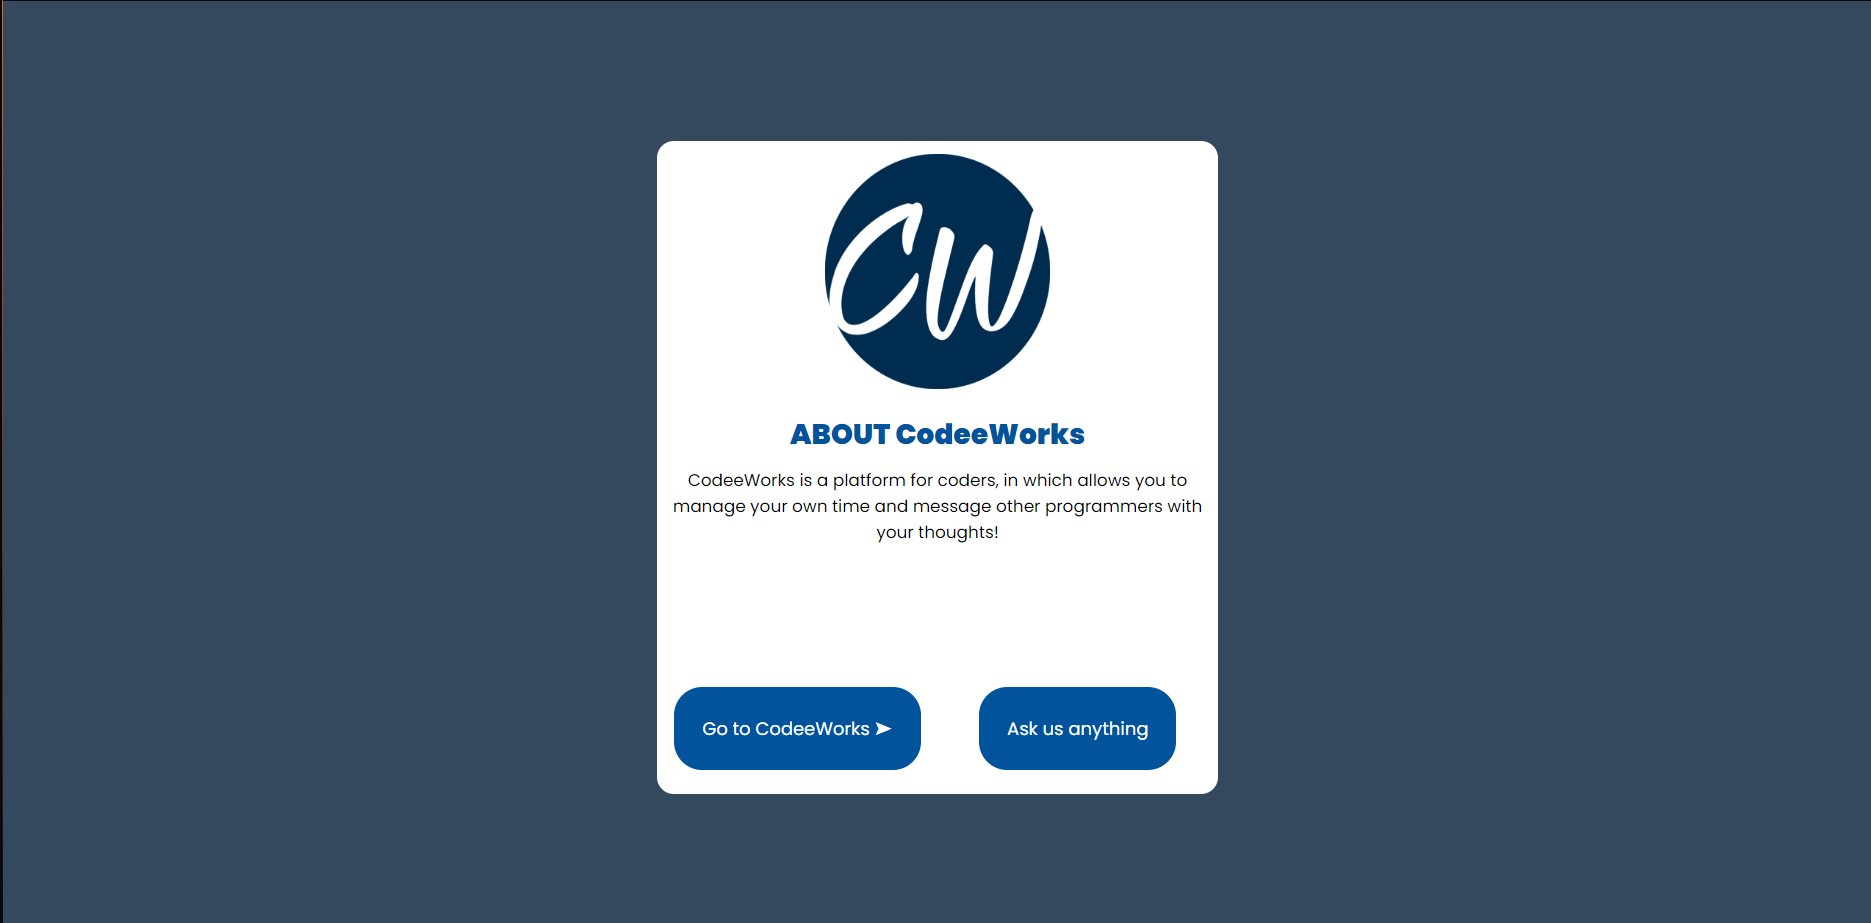 CW
ABOUT CodeeWorks
CodeeWorks is a platform for coders, in which allows you to
manage your own time and message other programmers with
your thoughts!
Go to CodeeWorks ➤
Ask us anything